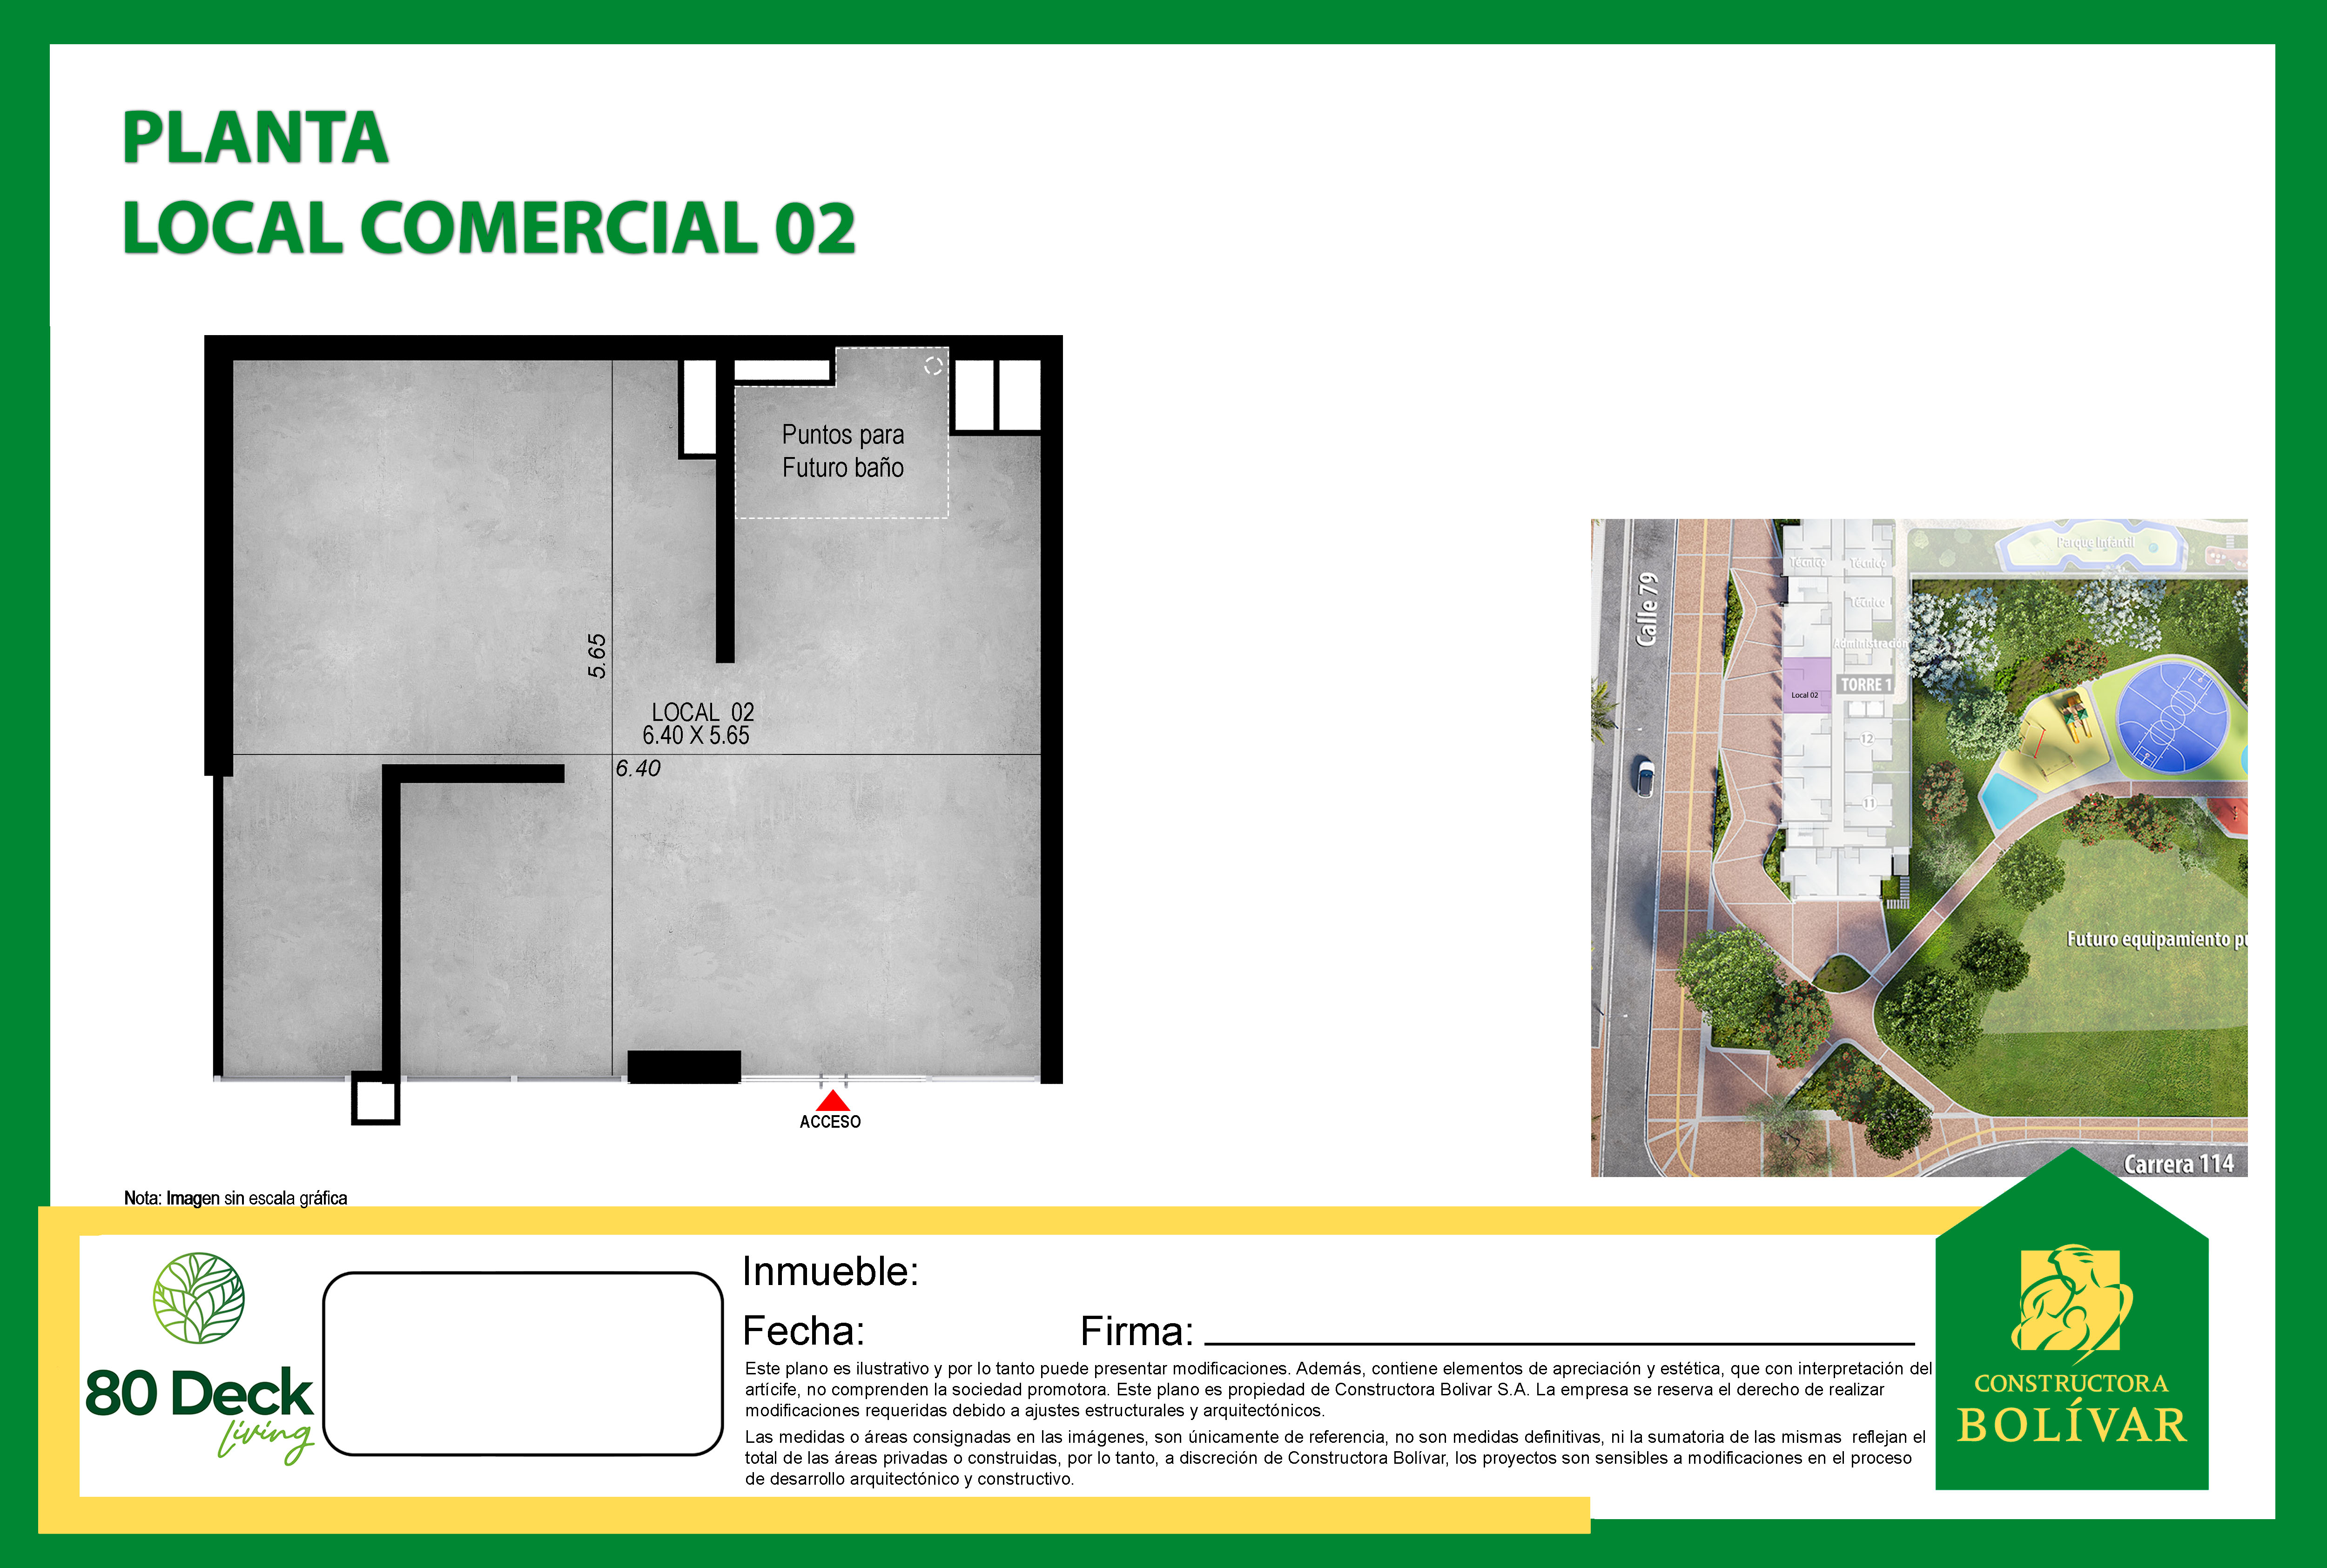 PLANTA
LOCAL COMERCIAL 02
Puntos para
Futuro baño
5.65
LOCAL 02
6.40 X 5.65
6.40
ACCESO
Nota: Imagen sin escala gráfica
Calle 79
Parque Infantil
Técnico
Técnico
Técnico
Administración
Local 02
TORRE 1
12
11
Futuro equipamiento pu
Carrera 114
80 Deck
living
Inmueble:
Fecha:
Firma:
Este plano es ilustrativo y por lo tanto puede presentar modificaciones. Además, contiene elementos de apreciación y estética, que con interpretación del
artícife, no comprenden la sociedad promotora. Este plano es propiedad de Constructora Bolivar S.A. La empresa se reserva el derecho de realizar
modificaciones requeridas debido a ajustes estructurales y arquitectónicos.
Las medidas o áreas consignadas en las imágenes, son únicamente de referencia, no son medidas definitivas, ni la sumatoria de las mismas reflejan el
total de las áreas privadas o construidas, por lo tanto, a discreción de Constructora Bolívar, los proyectos son sensibles a modificaciones en el proceso
de desarrollo arquitectónico y constructivo.
CONSTRUCTORA
BOLÍVAR